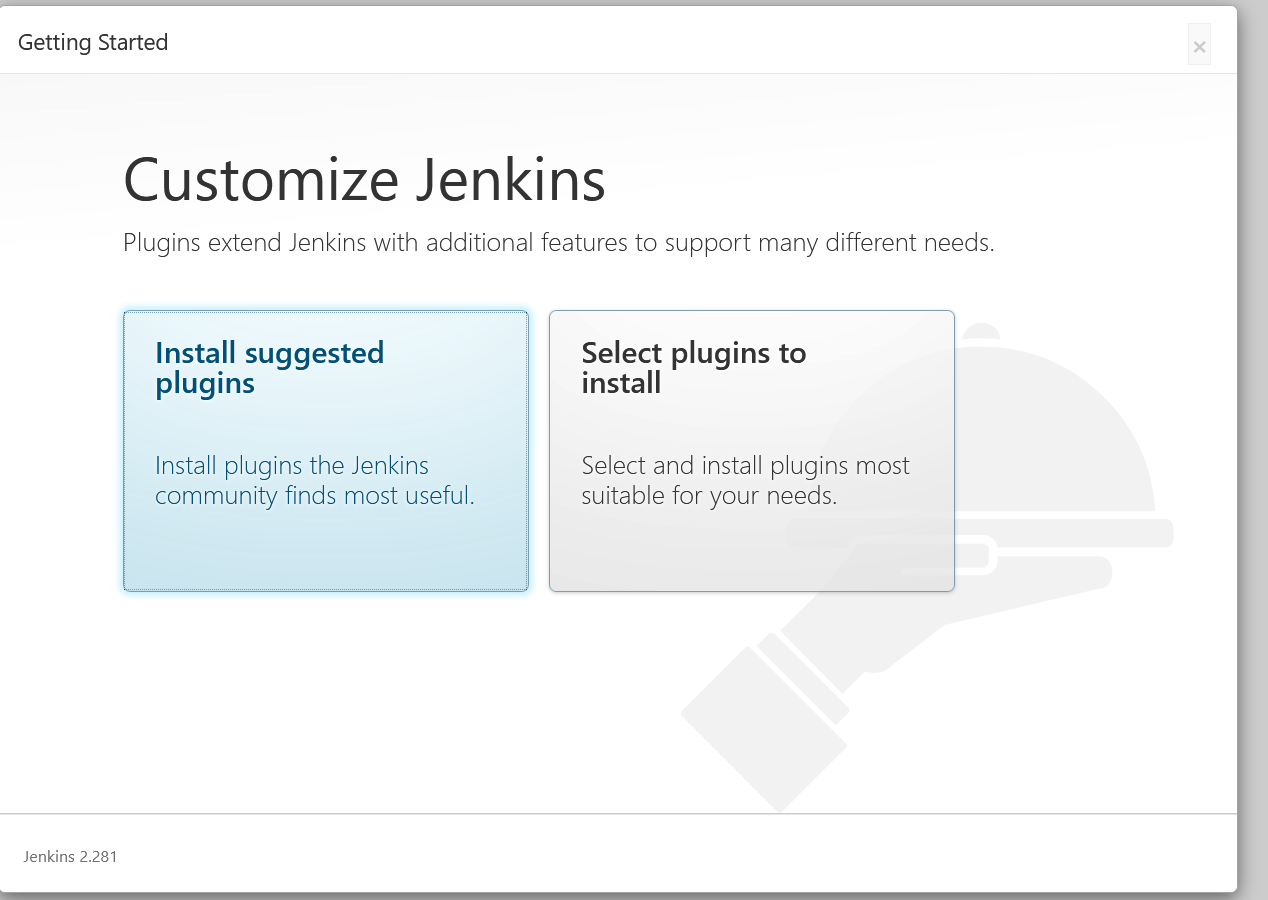 Getting Started
×
Customize Jenkins
Plugins extend Jenkins with additional features to support many different needs.
Install suggested
plugins
Install plugins the Jenkins
community finds most useful.
Select plugins to
install
Select and install plugins most
suitable for your needs.
Jenkins 2.281